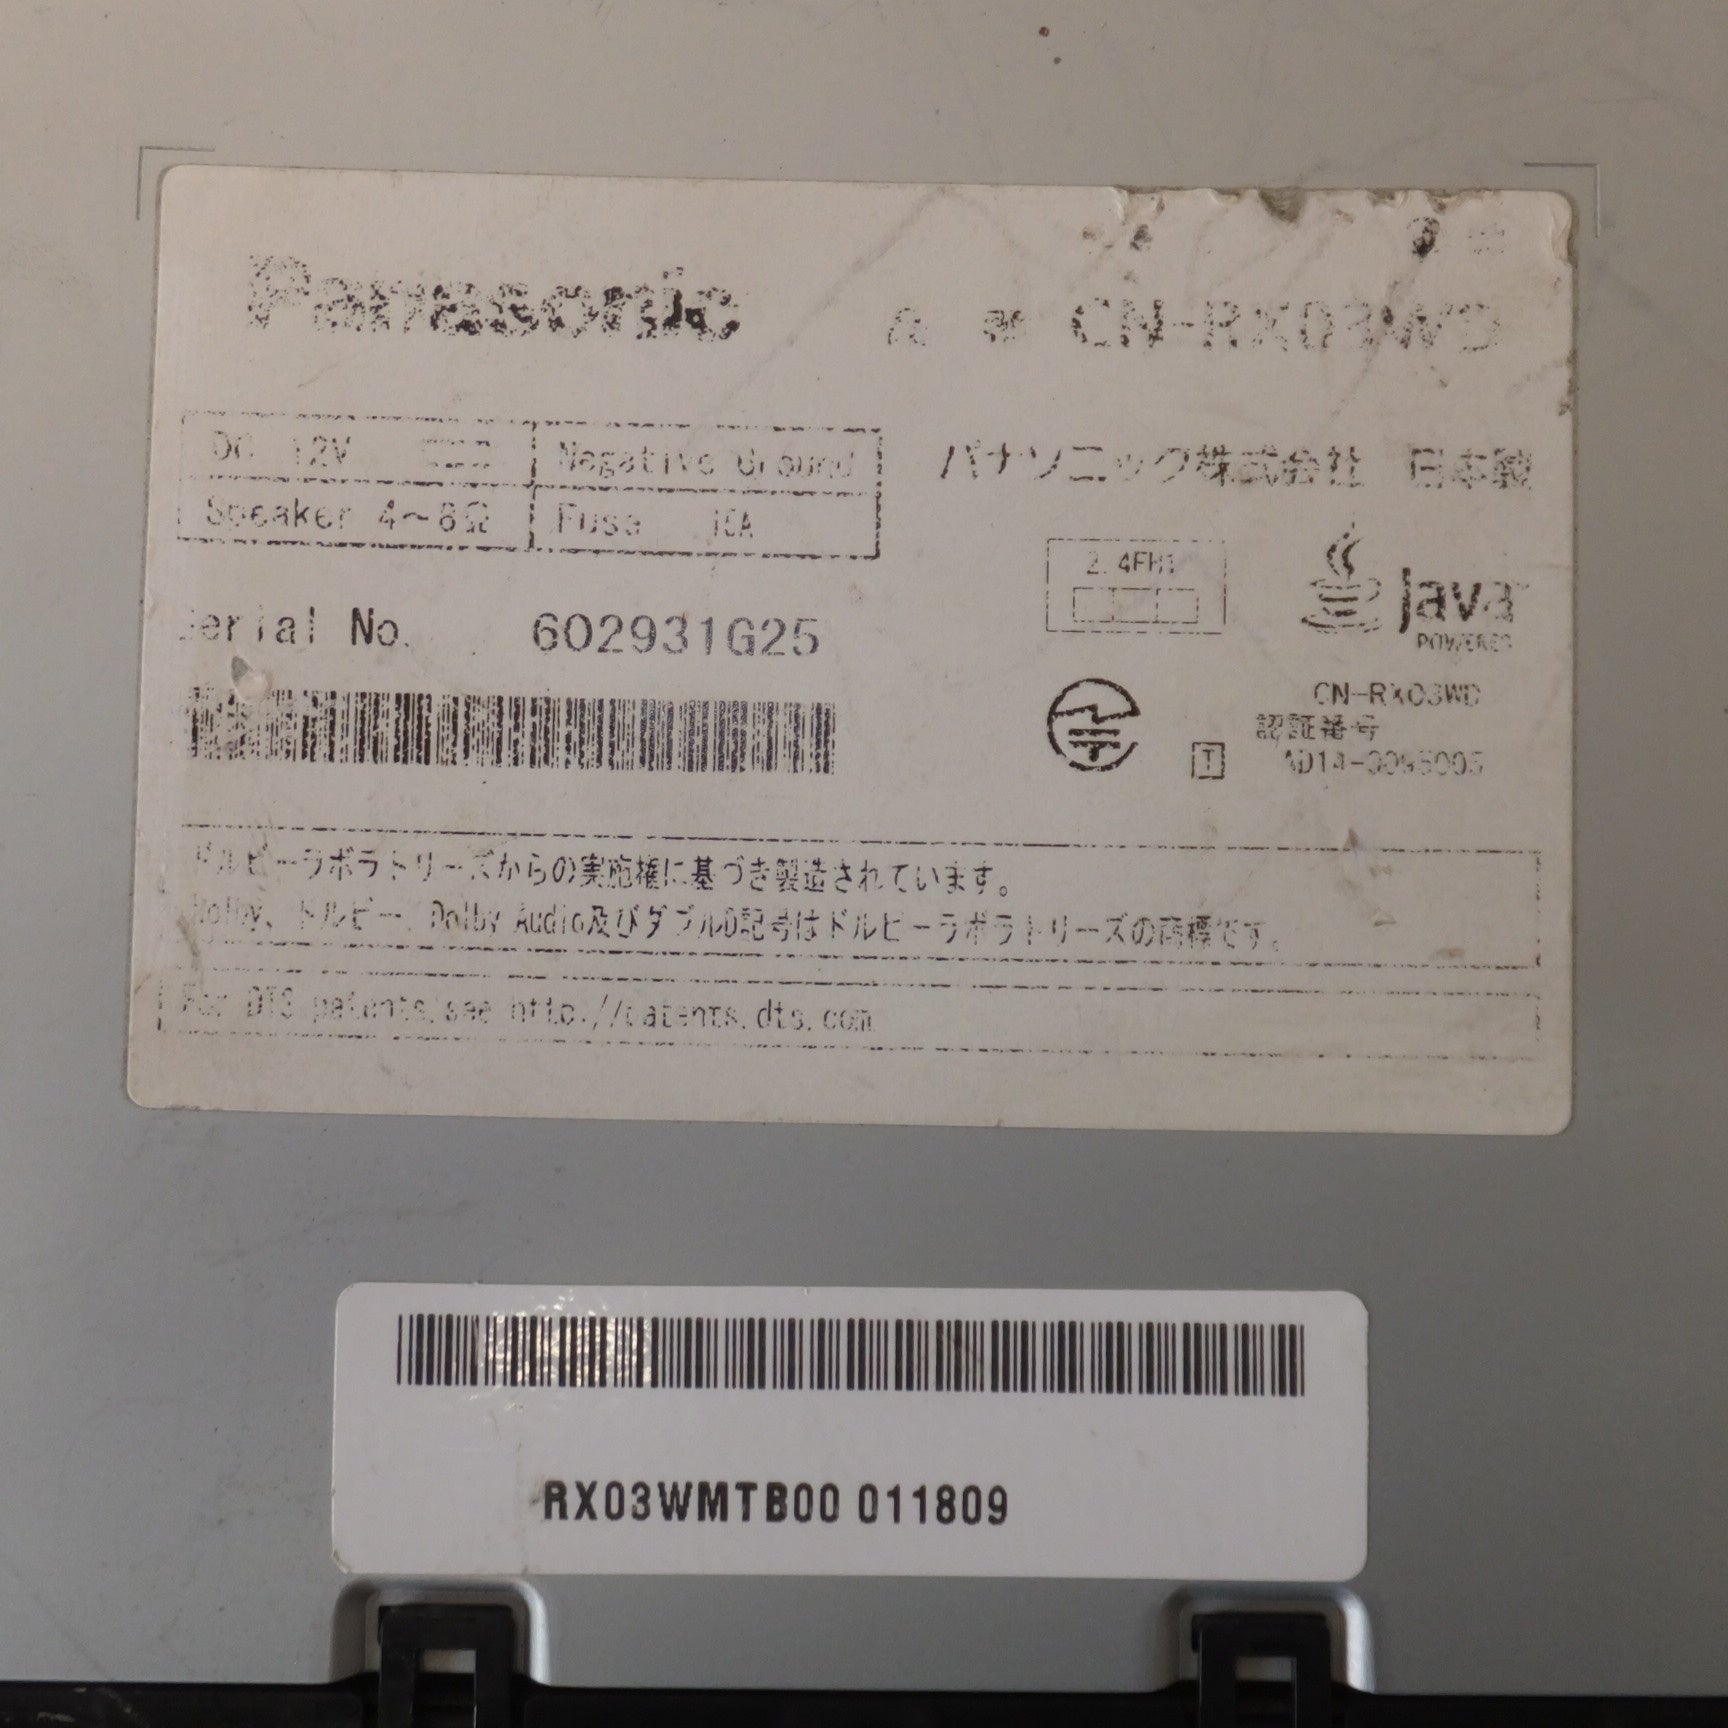 Panasonic
品番 CN-RX03WD
DC 12V Negative Ground
パナソニック株式会社 日本製
Speaker 4~8Ω Fuse 15A
2.4FH1
Java
POWERED
Serial No. 602931G25
CN-RX03WD
認証番号
T
ドルビーラボラトリーズからの実施権に基づき製造されています。
Dolby、ドルビー、Dolby Audio及びダブルD記号はドルビーラボラトリーズの商標です。
For DTS patents,see http://patents.dts.com
RX03WMTB00 011809